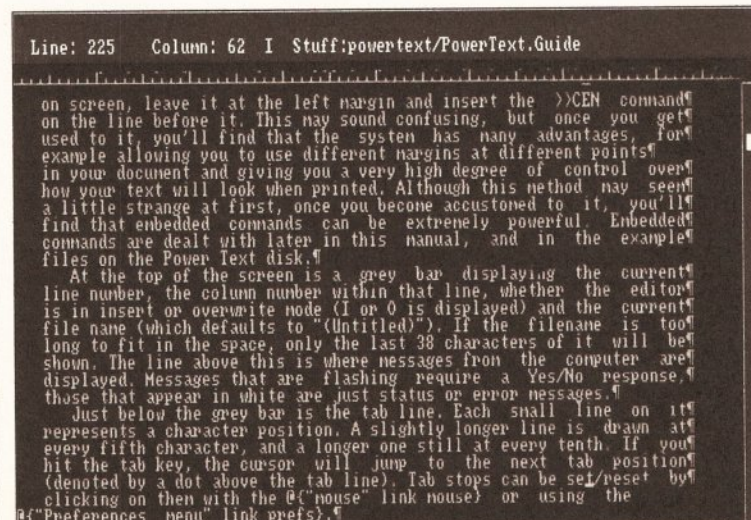 Line: 225 Column: 62 I Stuff:powertext/PowerText.Guide
on screen, leave it at the left margin and insert the >>CEN command¶
on the line before it. This may sound confusing, but once you get¶
used to it, you'll find that the system has many advantages, for¶
example allowing you to use different margins at different points¶
in your document and giving you a very high degree of control over¶
how your text will look when printed. Although this method may seem¶
a little strange at first, once you become accustomed to it, you'll¶
find that embedded commands can be extremely powerful. Embedded¶
commands are dealt with later in this manual, and in the example¶
files on the Power Text disk.¶
At the top of the screen is a grey bar displaying the current¶
line number, the column number within that line, whether the editor¶
is in insert or overwrite mode (I or O is displayed) and the current¶
file name (which defaults to "(Untitled)"). If the filename is too¶
long to fit in the space, only the last 38 characters of it will be¶
shown. The line above this is where messages from the computer are¶
displayed. Messages that are flashing require a Yes/No response,¶
those that appear in white are just status or error messages.¶
Just below the grey bar is the tab line. Each small line on it¶
represents a character position. A slightly longer line is drawn at¶
every fifth character, and a longer one still at every tenth. If you¶
hit the tab key, the cursor will jump to the next tab position¶
(denoted by a dot above the tab line). Tab stops can be set/reset by¶
clicking on them with the @{"mouse" link mouse} or using the
@{"Preferences menu" link prefs}.¶